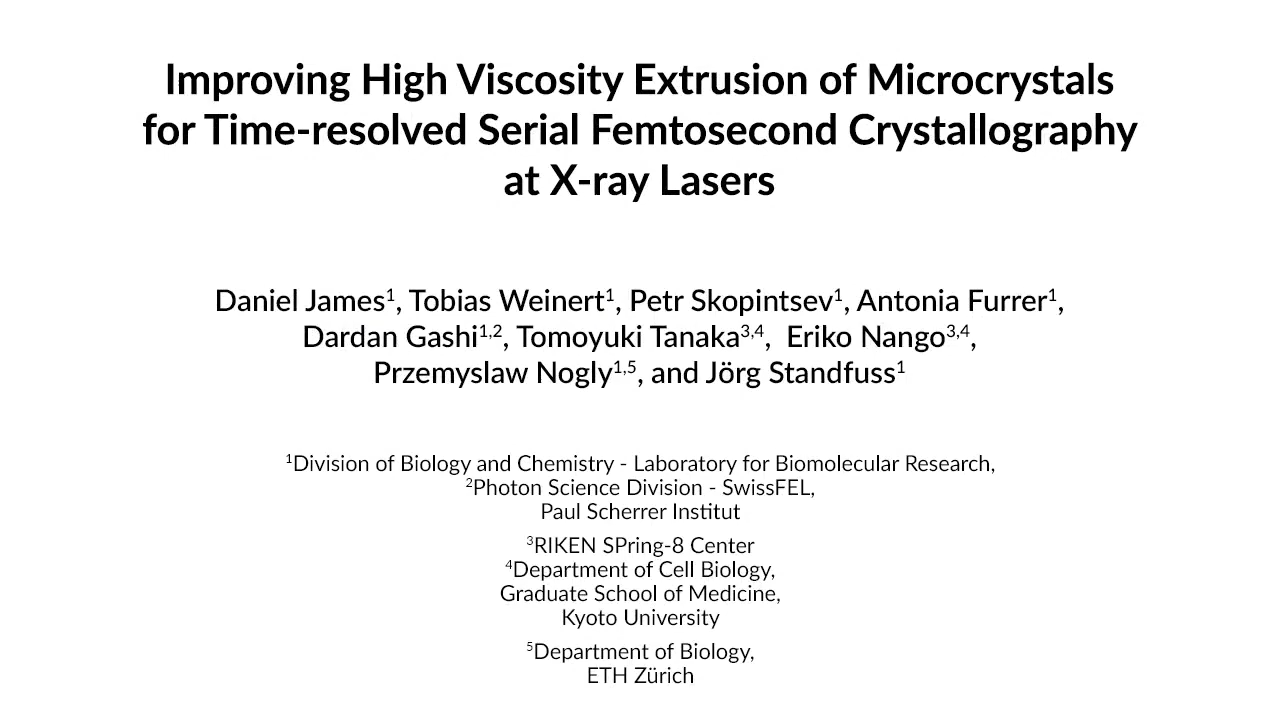 Improving High Viscosity Extrusion of Microcrystals
for Time-resolved Serial Femtosecond Crystallography
at X-ray Lasers
Daniel James¹, Tobias Weinert¹, Petr Skopintsev¹, Antonia Furrer¹,
Dardan Gashi¹,², Tomoyuki Tanaka³,⁴, Eriko Nango³,⁴,
Przemyslaw Nogly¹,⁵, and Jörg Standfuss¹
¹Division of Biology and Chemistry - Laboratory for Biomolecular Research,
²Photon Science Division - SwissFEL,
Paul Scherrer Institut
³RIKEN SPring-8 Center
⁴Department of Cell Biology,
Graduate School of Medicine,
Kyoto University
⁵Department of Biology,
ETH Zürich